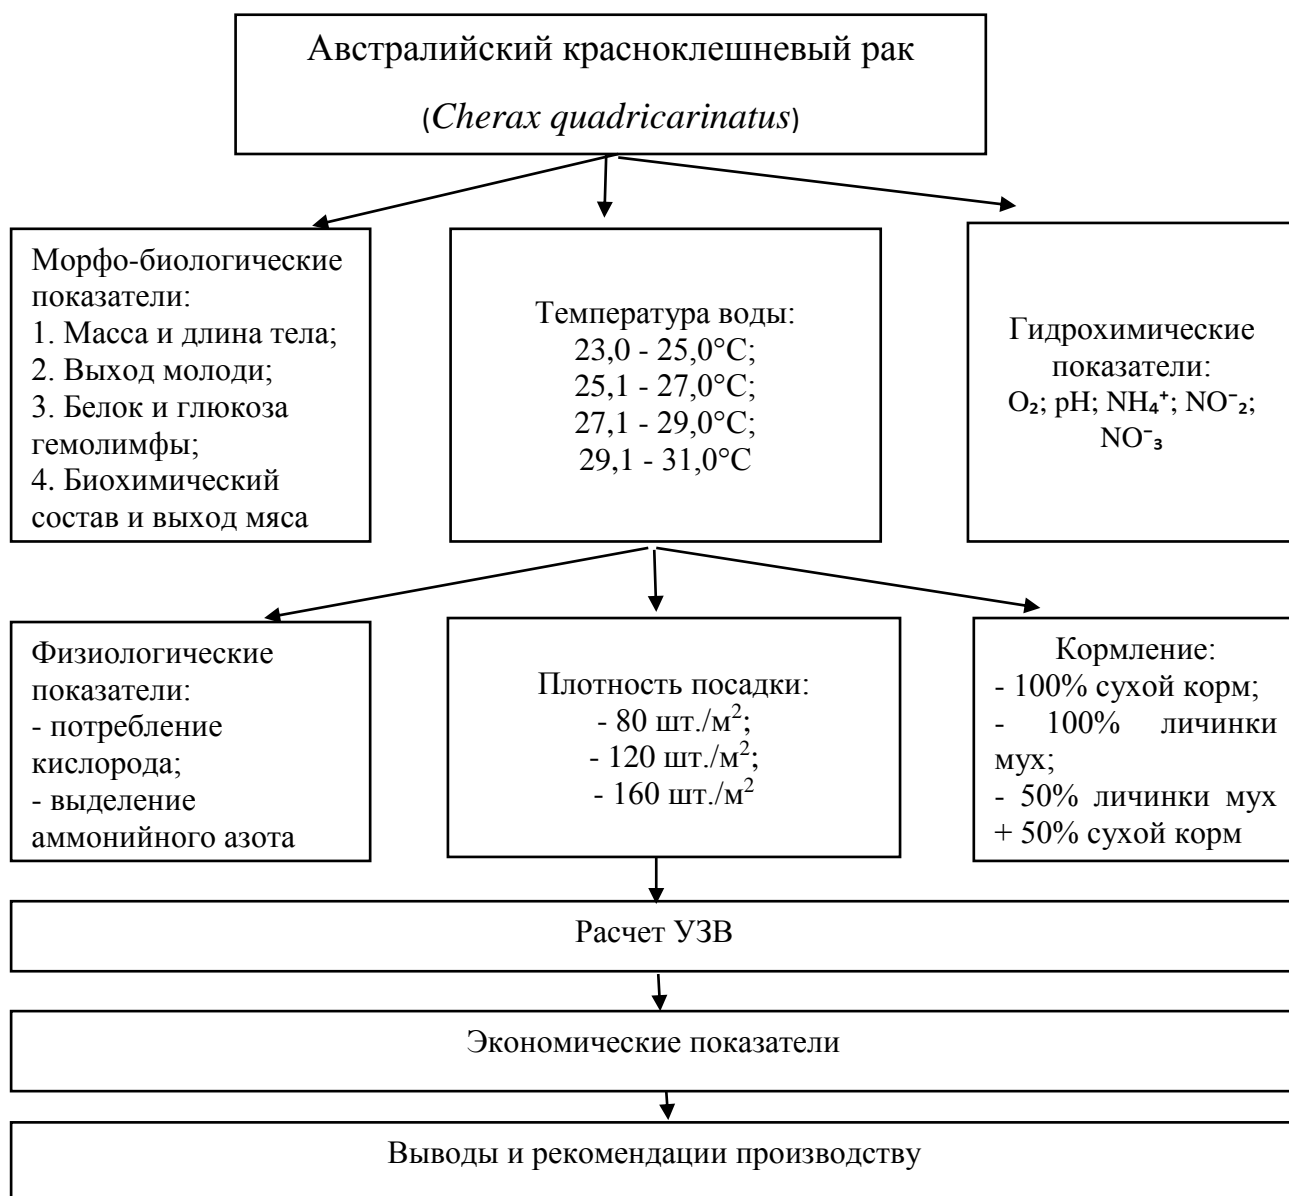 Австралийский красноклешневый рак
(Cherax quadricarinatus)
Морфо-биологические
показатели:
1. Масса и длина тела;
2. Выход молоди;
3. Белок и глюкоза
гемолимфы;
4. Биохимический
состав и выход мяса
Температура воды:
23,0 - 25,0°С;
25,1 - 27,0°С;
27,1 - 29,0°С;
29,1 - 31,0°С
Гидрохимические
показатели:
O₂; pH; NH₄⁺; NO⁻₂;
NO⁻₃
Физиологические
показатели:
- потребление
кислорода;
- выделение
аммонийного азота
Плотность посадки:
- 80 шт./м²;
- 120 шт./м²;
- 160 шт./м²
Кормление:
- 100% сухой корм;
- 100% личинки
мух;
- 50% личинки мух
+ 50% сухой корм
Расчет УЗВ
Экономические показатели
Выводы и рекомендации производству